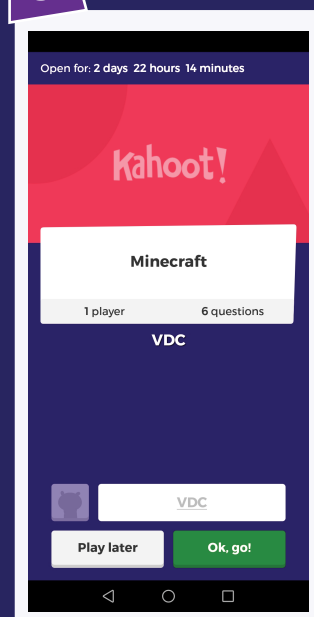 Open for: 2 days 22 hours 14 minutes
Kahoot!
Minecraft
1 player 6 questions
VDC
VDC
Play later Ok, go!